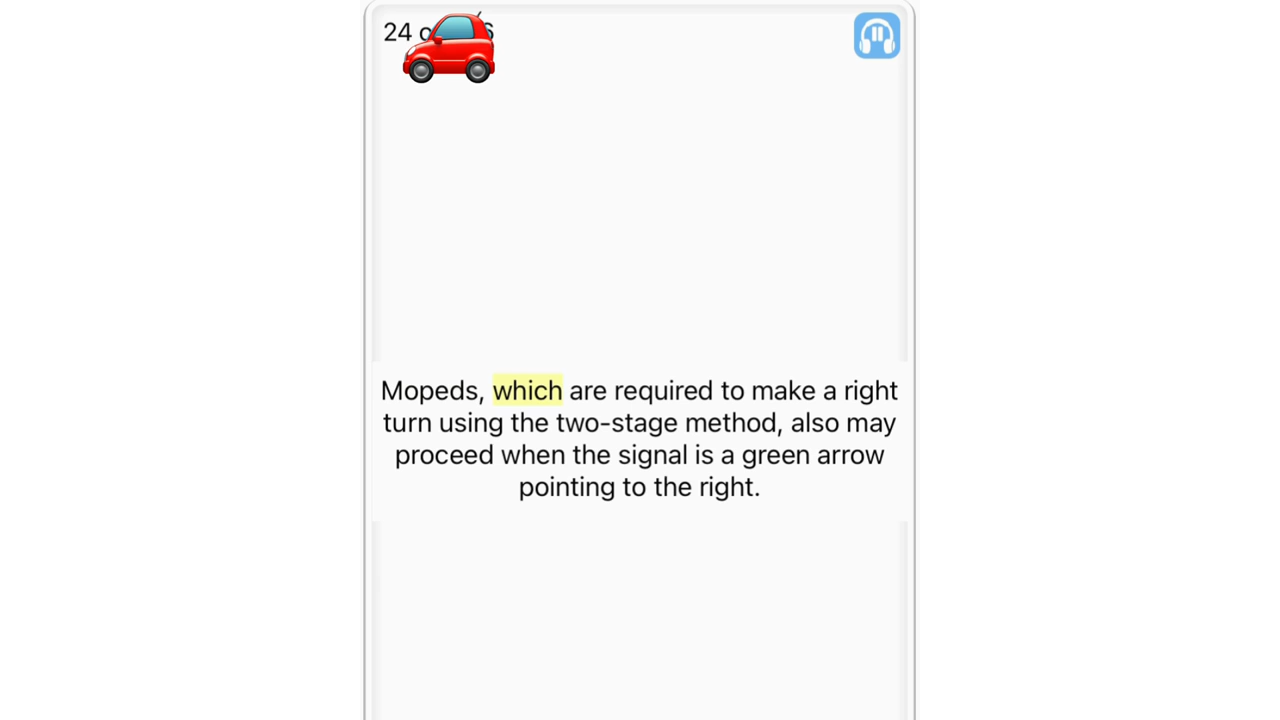 24
Mopeds, which are required to make a right
turn using the two-stage method, also may
proceed when the signal is a green arrow
pointing to the right.